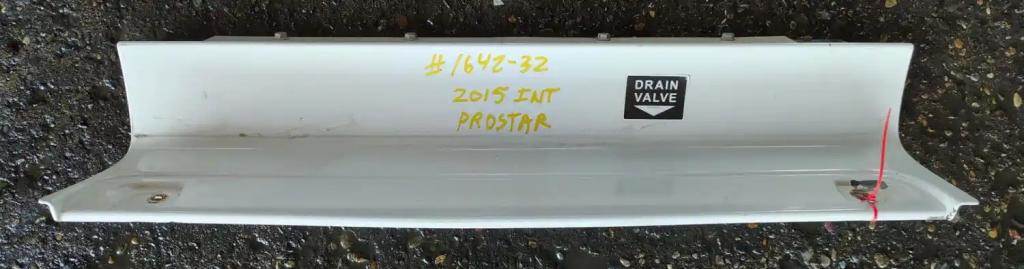 #1642-32
2015 INT
PROSTAR
DRAIN
VALVE